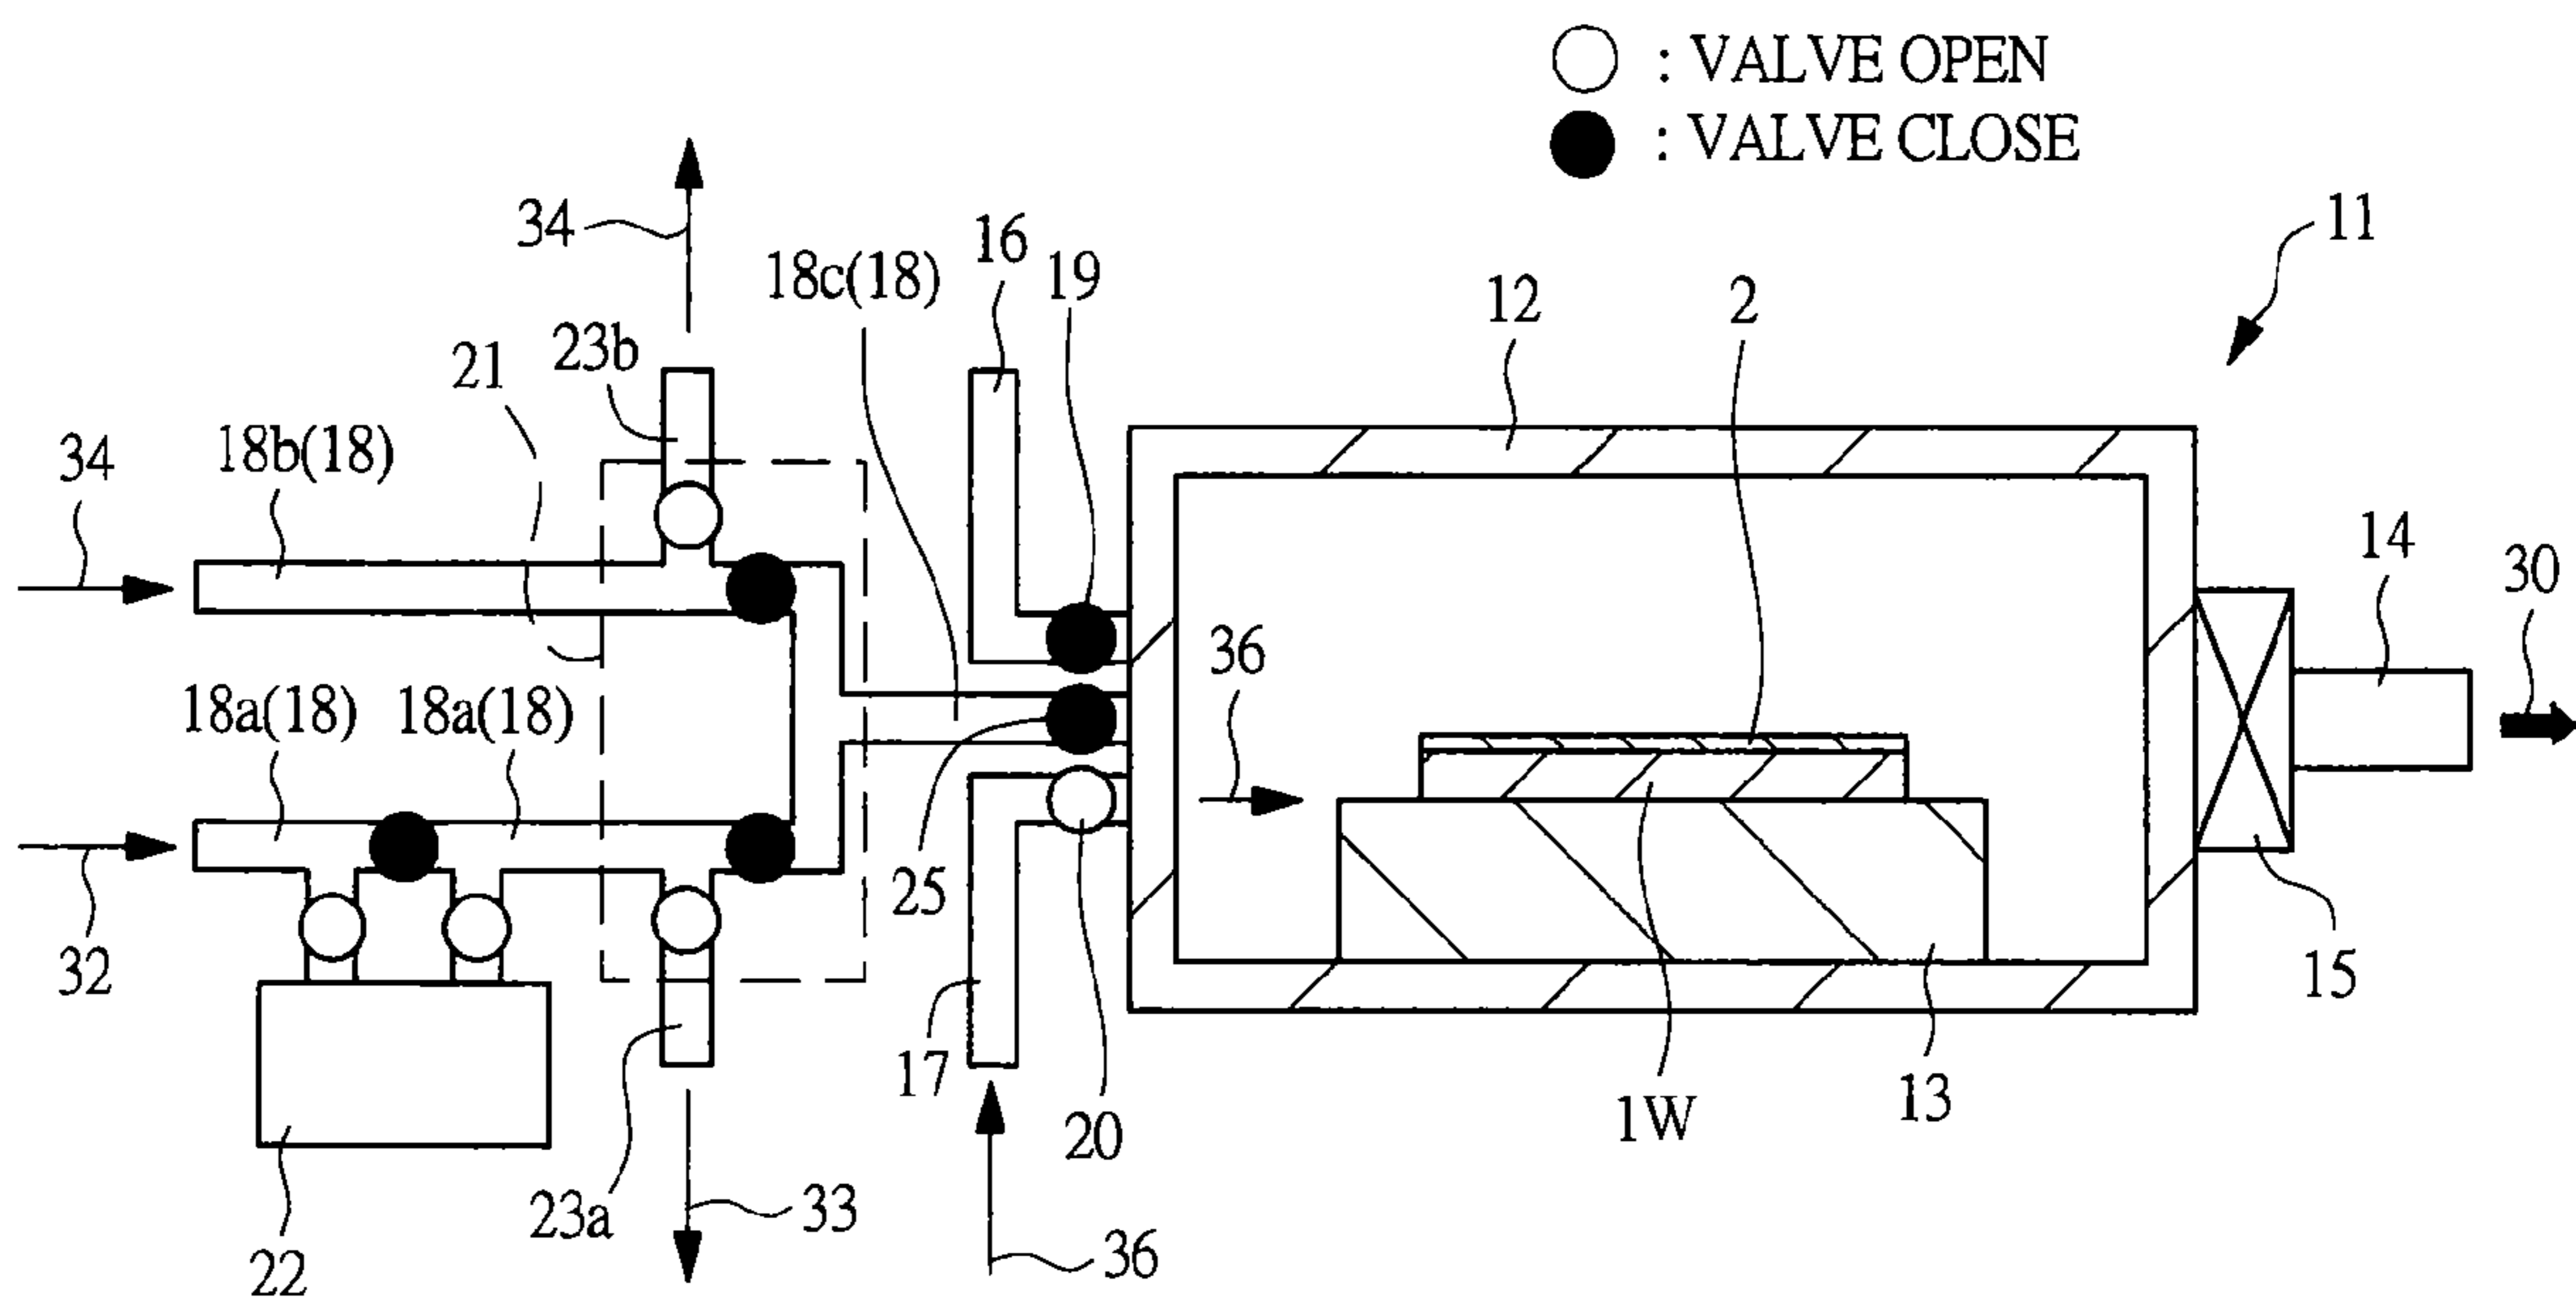 : VALVE OPEN
: VALVE CLOSE
11
34
16
18c(18)
19
12
2
23b
21
18b(18)
34
14
30
36
18a(18)
18a(18)
25
32
15
17
13
1W
20
23a
33
22
36